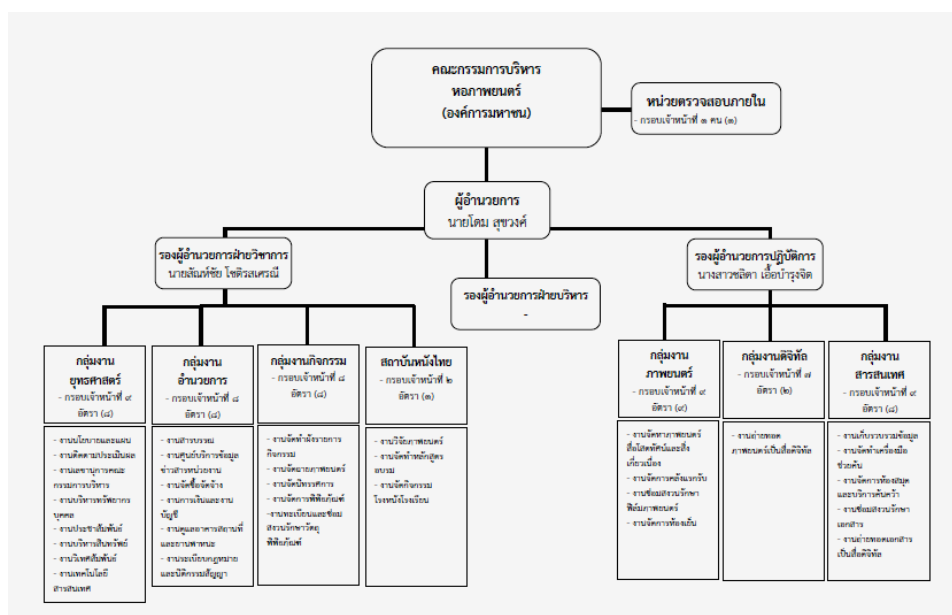 คณะกรรมการบริหาร
หอภาพยนตร์
(องค์การมหาชน)
หน่วยตรวจสอบภายใน
- กรอบเจ้าหน้าที่ ๑ คน (๑)
ผู้อำนวยการ
นายโดม สุขวงศ์
รองผู้อำนวยการฝ่ายวิชาการ
นายสัณห์ชัย โชติรสเศรณี
รองผู้อำนวยการฝ่ายบริหาร
-
รองผู้อำนวยการปฏิบัติการ
นางสาวชลิดา เอื้อบำรุงจิต
กลุ่มงาน
ยุทธศาสตร์
- กรอบเจ้าหน้าที่ ๙
อัตรา (๘)
- งานนโยบายและแผน
- งานติดตามประเมินผล
- งานเลขานุการคณะ
กรรมการบริหาร
- งานบริหารทรัพยากร
บุคคล
- งานประชาสัมพันธ์
- งานบริหารสินทรัพย์
- งานวิเทศสัมพันธ์
- งานเทคโนโลยี
สารสนเทศ
กลุ่มงาน
อำนวยการ
- กรอบเจ้าหน้าที่ ๘
อัตรา (๘)
- งานสารบรรณ
- งานศูนย์บริการข้อมูล
ข่าวสารหน่วยงาน
- งานจัดซื้อจัดจ้าง
- งานการเงินและงาน
บัญชี
- งานดูแลอาคารสถานที่
และยานพาหนะ
- งานระเบียบกฎหมาย
และนิติกรรมสัญญา
กลุ่มงานกิจกรรม
- กรอบเจ้าหน้าที่ ๘
อัตรา (๘)
- งานจัดทำผังรายการ
กิจกรรม
- งานจัดฉายภาพยนตร์
- งานจัดนิทรรศการ
- งานจัดการพิพิธภัณฑ์
- งานทะเบียนและซ่อม
สงวนรักษาวัตถุ
พิพิธภัณฑ์
สถาบันหนังไทย
- กรอบเจ้าหน้าที่ ๒
อัตรา (๑)
- งานวิจัยภาพยนตร์
- งานจัดทำหลักสูตร
อบรม
- งานจัดกิจกรรม
โรงหนังโรงเรียน
กลุ่มงาน
ภาพยนตร์
- กรอบเจ้าหน้าที่ ๙
อัตรา (๙)
- งานจัดหาภาพยนตร์
สื่อโสตทัศน์และสิ่ง
เกี่ยวเนื่อง
- งานจัดการคลังแรกรับ
- งานซ่อมสงวนรักษา
ฟิล์มภาพยนตร์
- งานจัดการห้องเย็น
กลุ่มงานดิจิทัล
- กรอบเจ้าหน้าที่ ๗
อัตรา (๒)
- งานถ่ายทอด
ภาพยนตร์เป็นสื่อดิจิทัล
กลุ่มงาน
สารสนเทศ
- กรอบเจ้าหน้าที่ ๙
อัตรา (๘)
- งานเก็บรวบรวมข้อมูล
- งานจัดทำเครื่องมือ
ช่วยค้น
- งานจัดการห้องสมุด
และบริการค้นคว้า
- งานซ่อมสงวนรักษา
เอกสาร
- งานถ่ายทอดเอกสาร
เป็นสื่อดิจิทัล